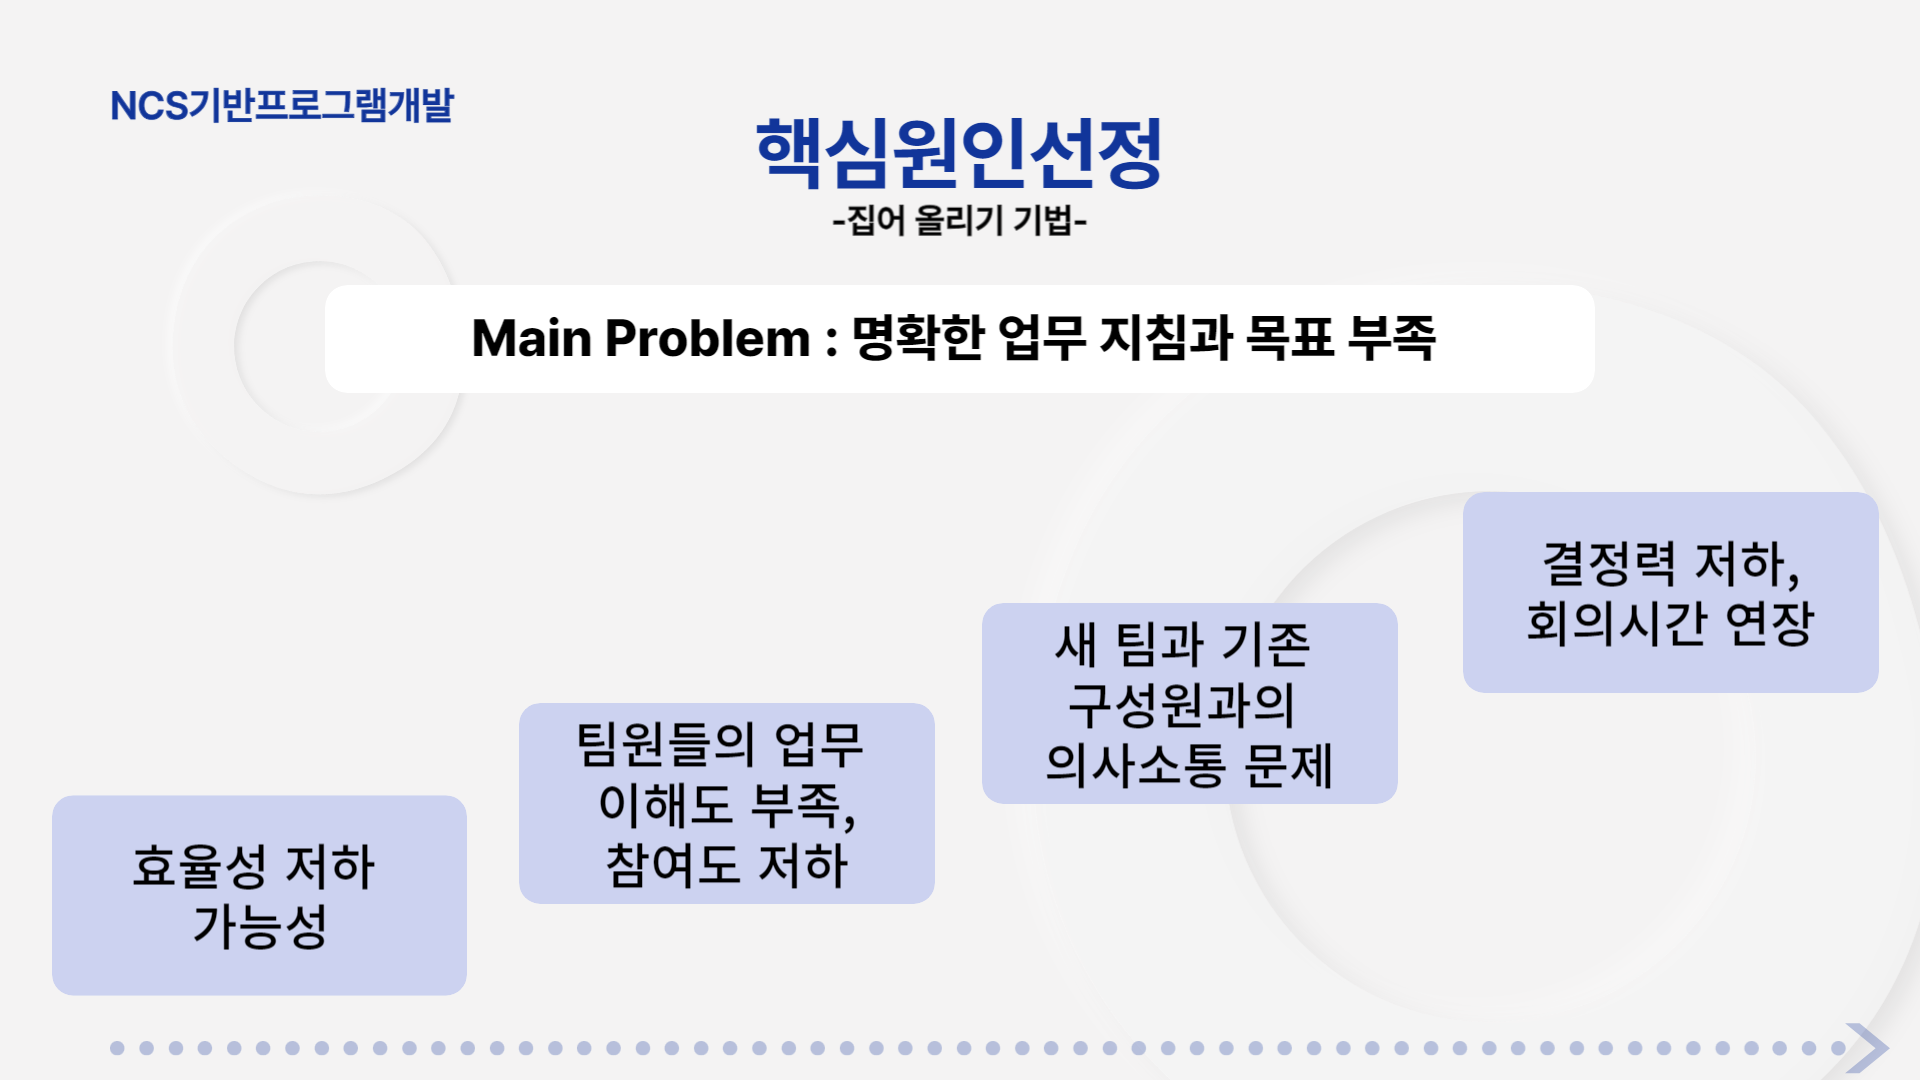 NCS기반프로그램개발
핵심원인선정
-집어 올리기 기법-
Main Problem : 명확한 업무 지침과 목표 부족
효율성 저하
가능성
팀원들의 업무
이해도 부족,
참여도 저하
새 팀과 기존
구성원과의
의사소통 문제
결정력 저하,
회의시간 연장